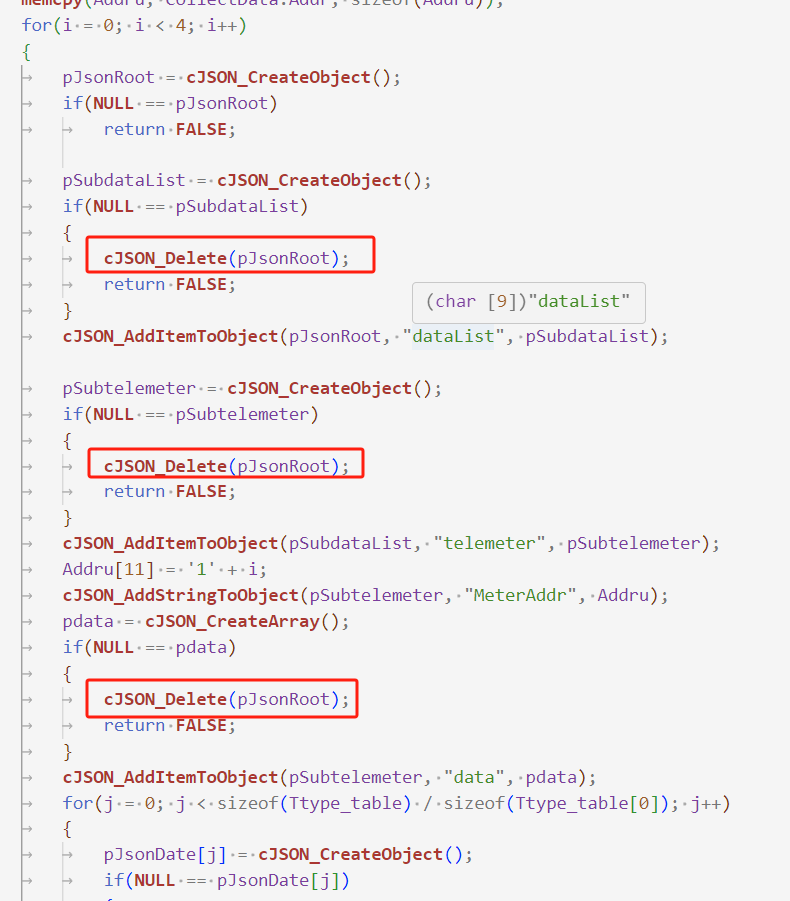 memcpy(Addru, CollectData.Addr, sizeof(Addru));
for(i = 0; i < 4; i++)
{
pJsonRoot = cJSON_CreateObject();
if(NULL == pJsonRoot)
return FALSE;
pSubdataList = cJSON_CreateObject();
if(NULL == pSubdataList)
{
cJSON_Delete(pJsonRoot);
return FALSE;
}
(char [9])"dataList"
cJSON_AddItemToObject(pJsonRoot, "dataList", pSubdataList);
pSubtelemeter = cJSON_CreateObject();
if(NULL == pSubtelemeter)
{
cJSON_Delete(pJsonRoot);
return FALSE;
}
cJSON_AddItemToObject(pSubdataList, "telemeter", pSubtelemeter);
Addru[11] = '1' + i;
cJSON_AddStringToObject(pSubtelemeter, "MeterAddr", Addru);
pdata = cJSON_CreateArray();
if(NULL == pdata)
{
cJSON_Delete(pJsonRoot);
return FALSE;
}
cJSON_AddItemToObject(pSubtelemeter, "data", pdata);
for(j = 0; j < sizeof(Ttype_table) / sizeof(Ttype_table[0]); j++)
{
pJsonDate[j] = cJSON_CreateObject();
if(NULL == pJsonDate[j])